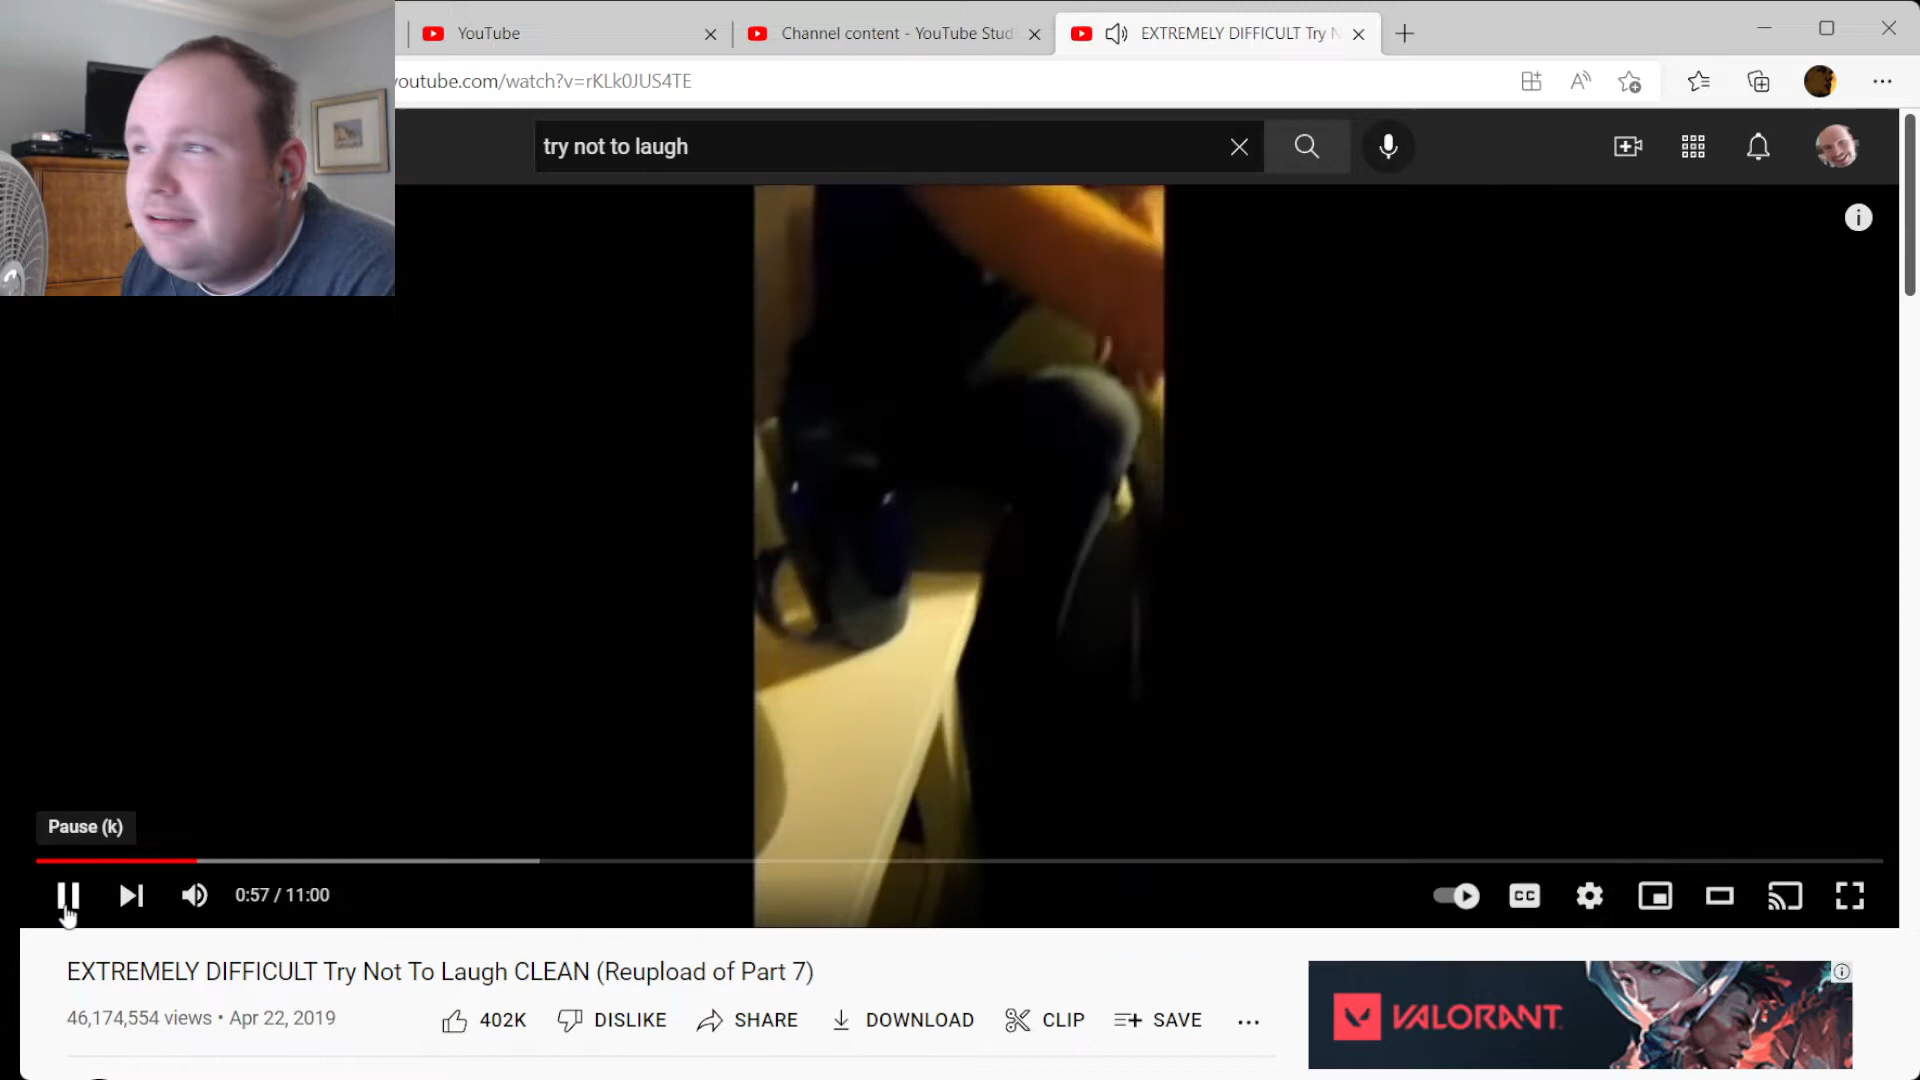 YouTube
Channel content - YouTube Stud
EXTREMELY DIFFICULT Try N
youtube.com/watch?v=rKLk0JUS4TE
try not to laugh
Pause (k)
0:57 / 11:00
CC
EXTREMELY DIFFICULT Try Not To Laugh CLEAN (Reupload of Part 7)
46,174,554 views • Apr 22, 2019
402K
DISLIKE
SHARE
DOWNLOAD
CLIP
SAVE
VALORANT